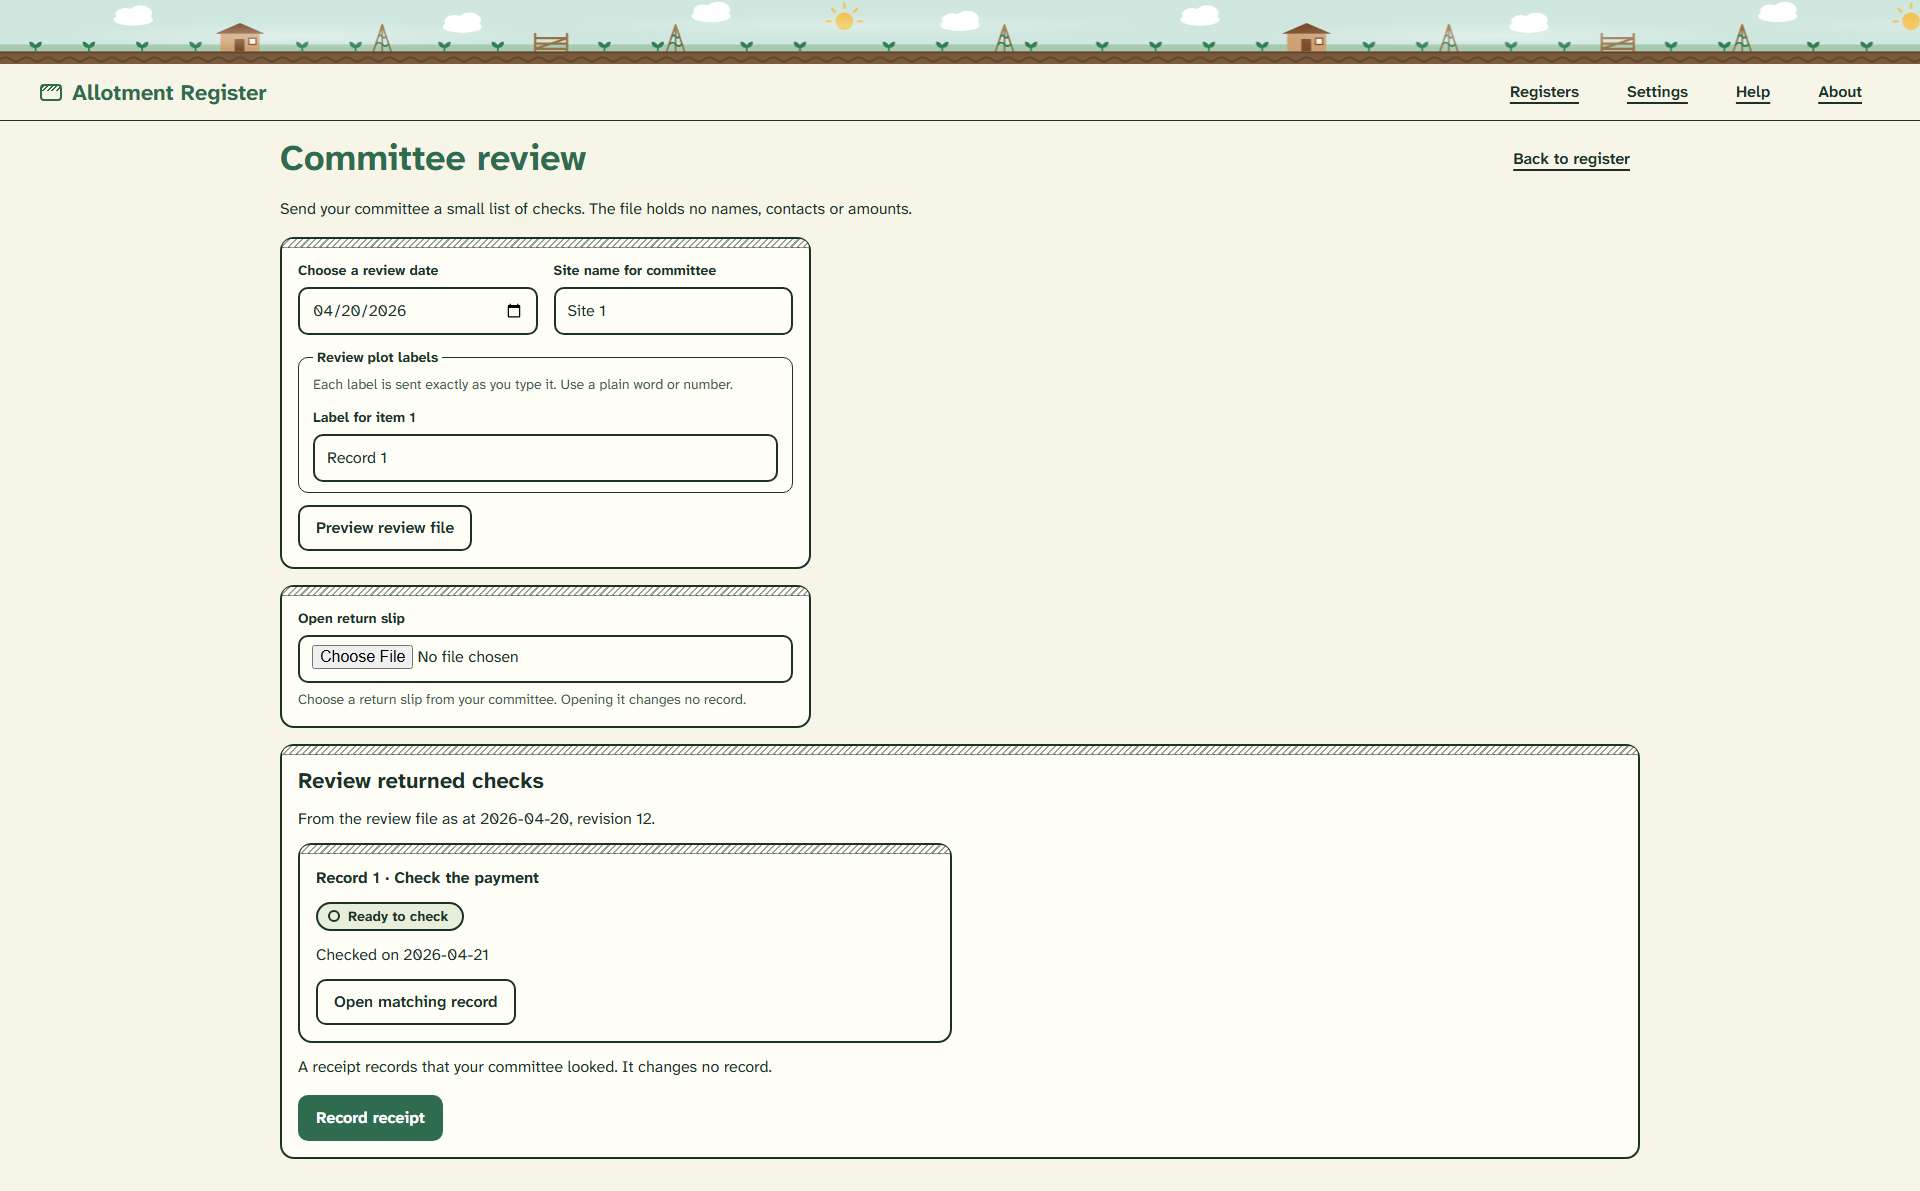 Allotment Register
Registers
Settings
Help
About
Committee review
Back to register
Send your committee a small list of checks. The file holds no names, contacts or amounts.
Choose a review date
Site name for committee
04/20/2026
Site 1
Review plot labels
Each label is sent exactly as you type it. Use a plain word or number.
Label for item 1
Record 1
Preview review file
Open return slip
Choose File No file chosen
Choose a return slip from your committee. Opening it changes no record.
Review returned checks
From the review file as at 2026-04-20, revision 12.
Record 1 · Check the payment
Ready to check
Checked on 2026-04-21
Open matching record
A receipt records that your committee looked. It changes no record.
Record receipt